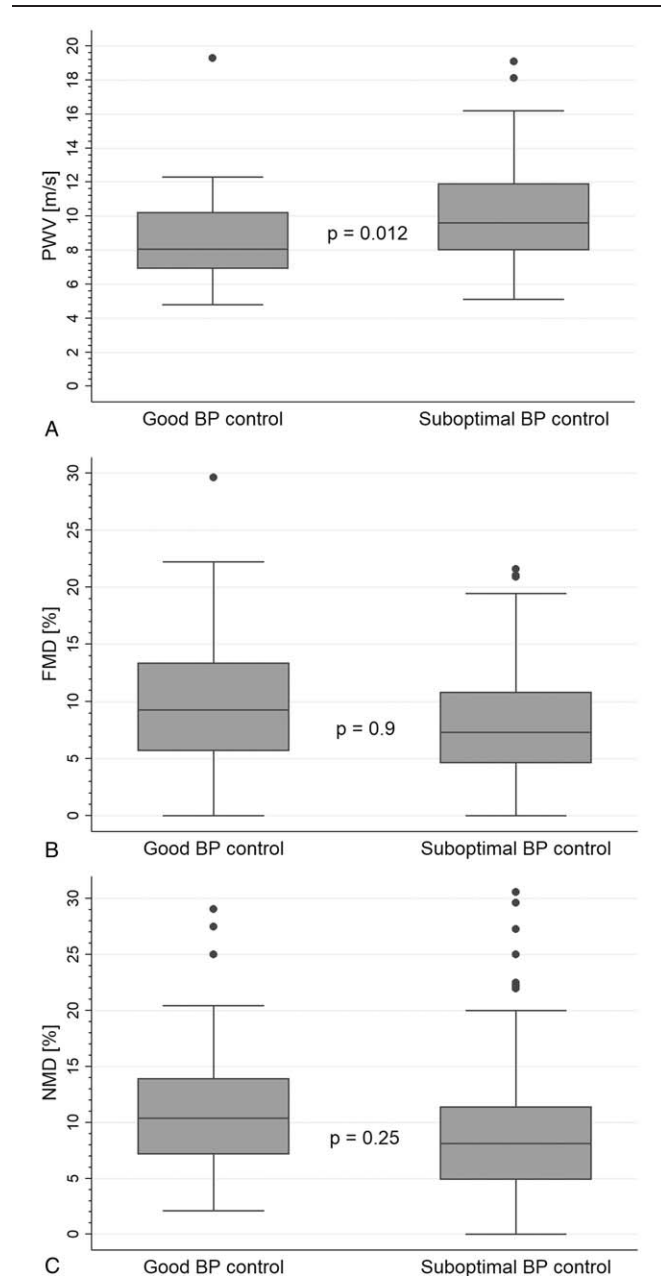 20
18
16
14
12
10
8
6
4
2
0
PWV [m/s]
p = 0.012
Good BP control
Suboptimal BP control
A
30
25
20
15
10
5
0
FMD [%]
p = 0.9
Good BP control
Suboptimal BP control
B
30
25
20
15
10
5
0
NMD [%]
p = 0.25
Good BP control
Suboptimal BP control
C